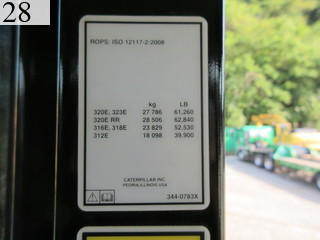 28
ROPS: ISO 12117-2:2008
kg LB
320E, 323E 27 786 61,260
320E RR 28 506 62,840
316E, 318E 23 829 52,530
312E 18 098 39,900
CATERPILLAR INC
PEORIA,ILLINOIS,USA
344-0783X